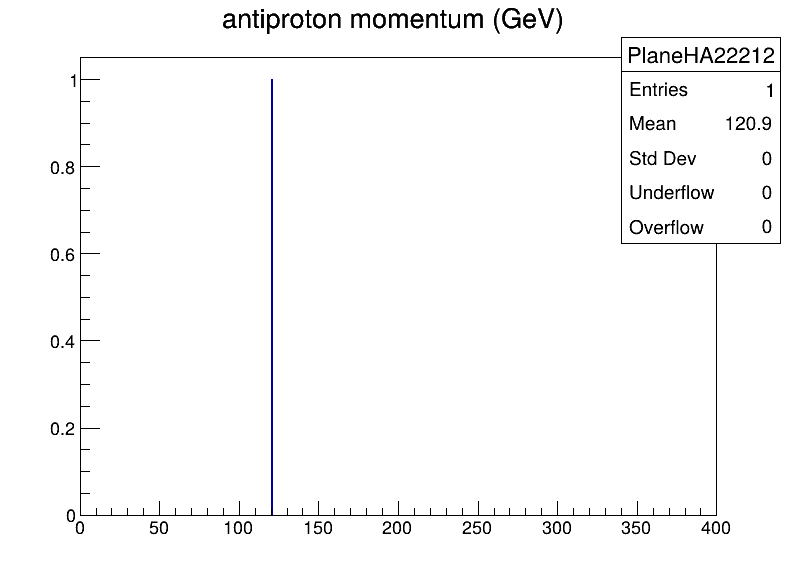 antiproton momentum (GeV)
PlaneHA22212
Entries 1
Mean 120.9
Std Dev 0
Underflow 0
Overflow 0
1
0.8
0.6
0.4
0.2
0
0 50 100 150 200 250 300 350 400